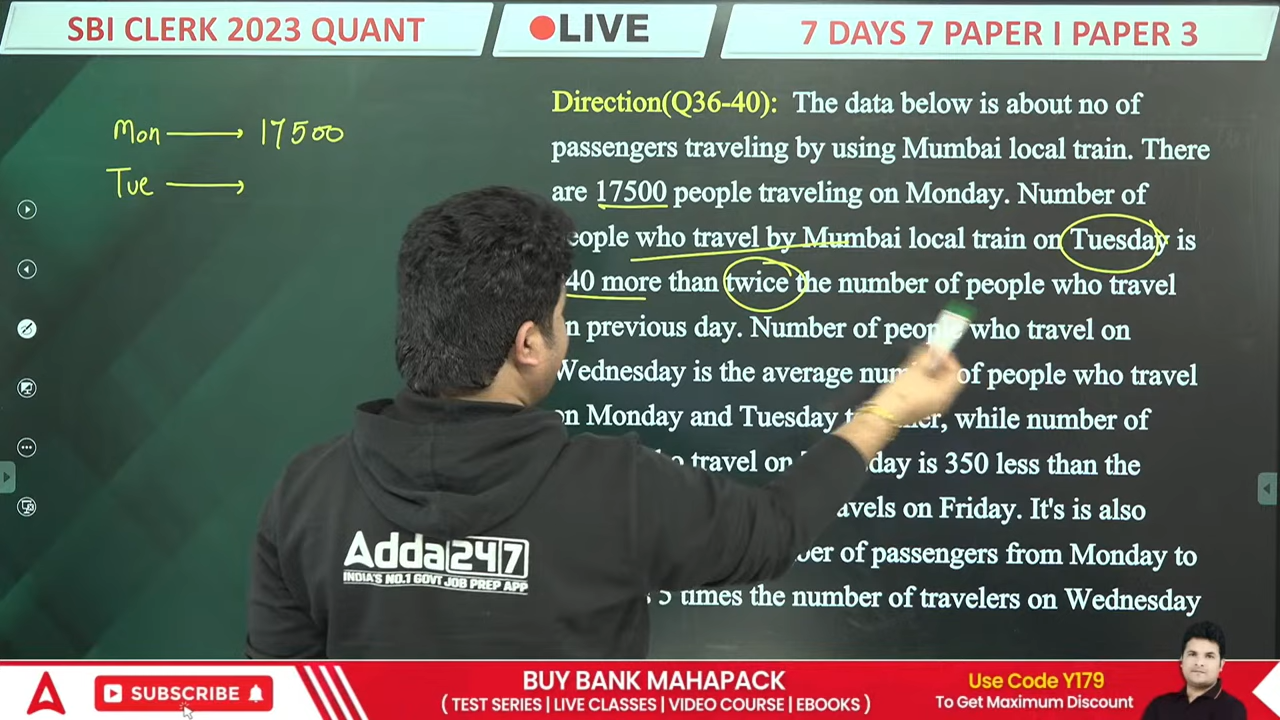 SBI CLERK 2023 QUANT
LIVE
7 DAYS 7 PAPER I PAPER 3
Mon → 17500
Tue →
Direction(Q36-40): The data below is about no of
passengers traveling by using Mumbai local train. There
are 17500 people traveling on Monday. Number of
eople who travel by Mumbai local train on Tuesday is
40 more than twice the number of people who travel
n previous day. Number of people who travel on
Wednesday is the average of people who travel
on Monday and Tuesday while number of
travel on day is 350 less than the
avels on Friday. It's is also
ber of passengers from Monday to
5 times the number of travelers on Wednesday
Adda 247
INDIA'S NO.1 GOVT JOB PREP APP
A
SUBSCRIBE
BUY BANK MAHAPACK
( TEST SERIES | LIVE CLASSES | VIDEO COURSE | EBOOKS )
Use Code Y179
To Get Maximum Discount